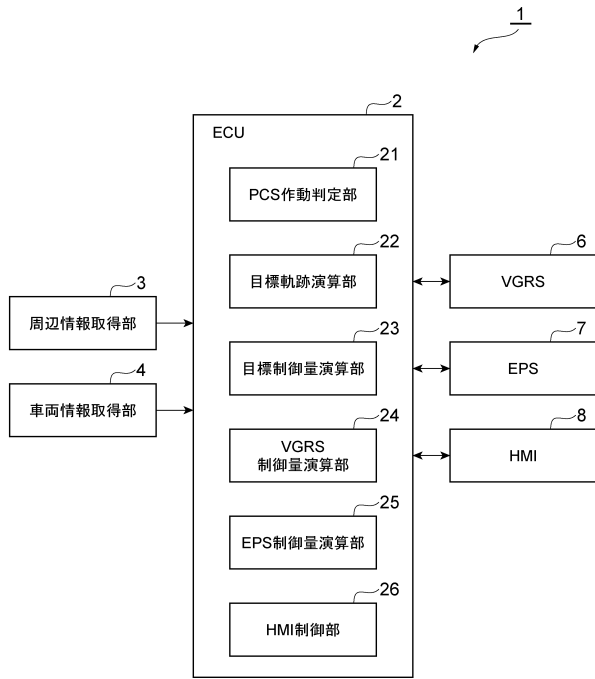 1
2
ECU
21
PCS作動判定部
22
目標軌跡演算部
23
目標制御量演算部
24
VGRS
制御量演算部
25
EPS制御量演算部
26
HMI制御部
3
周辺情報取得部
4
車両情報取得部
6
VGRS
7
EPS
8
HMI